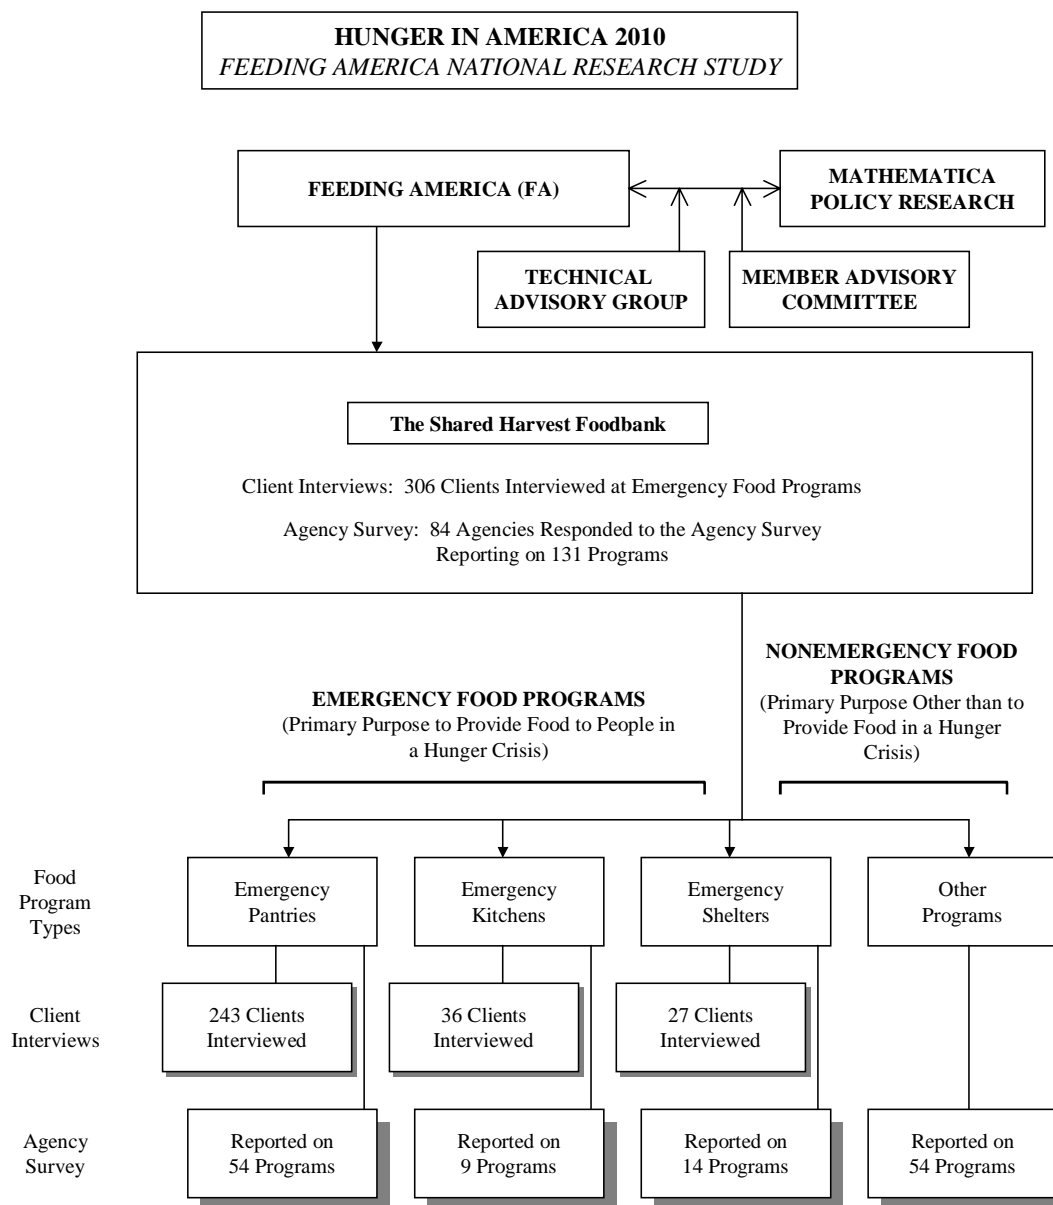 HUNGER IN AMERICA 2010
FEEDING AMERICA NATIONAL RESEARCH STUDY
FEEDING AMERICA (FA)
MATHEMATICA
POLICY RESEARCH
TECHNICAL
ADVISORY GROUP
MEMBER ADVISORY
COMMITTEE
The Shared Harvest Foodbank
Client Interviews:  306 Clients Interviewed at Emergency Food Programs
Agency Survey:  84 Agencies Responded to the Agency Survey
Reporting on 131 Programs
EMERGENCY FOOD PROGRAMS
(Primary Purpose to Provide Food to People in
a Hunger Crisis)
NONEMERGENCY FOOD
PROGRAMS
(Primary Purpose Other than to
Provide Food in a Hunger
Crisis)
Food
Program
Types
Emergency
Pantries
Emergency
Kitchens
Emergency
Shelters
Other
Programs
Client
Interviews
243 Clients
Interviewed
36 Clients
Interviewed
27 Clients
Interviewed
Agency
Survey
Reported on
54 Programs
Reported on
9 Programs
Reported on
14 Programs
Reported on
54 Programs